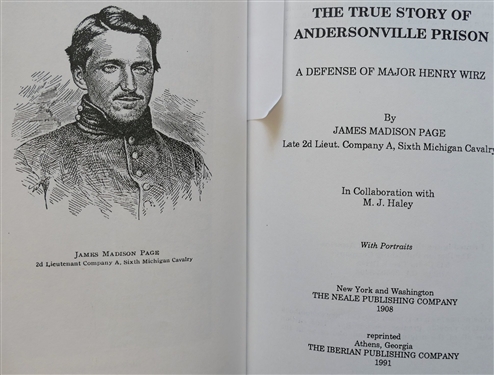 JAMES MADISON PAGE
2d Lieutenant Company A, Sixth Michigan Cavalry
THE TRUE STORY OF
ANDERSONVILLE PRISON
A DEFENSE OF MAJOR HENRY WIRZ
By
JAMES MADISON PAGE
Late 2d Lieut. Company A, Sixth Michigan Cavalry
In Collaboration with
M. J. Haley
With Portraits
New York and Washington
THE NEALE PUBLISHING COMPANY
1908
reprinted
Athens, Georgia
THE IBERIAN PUBLISHING COMPANY
1991